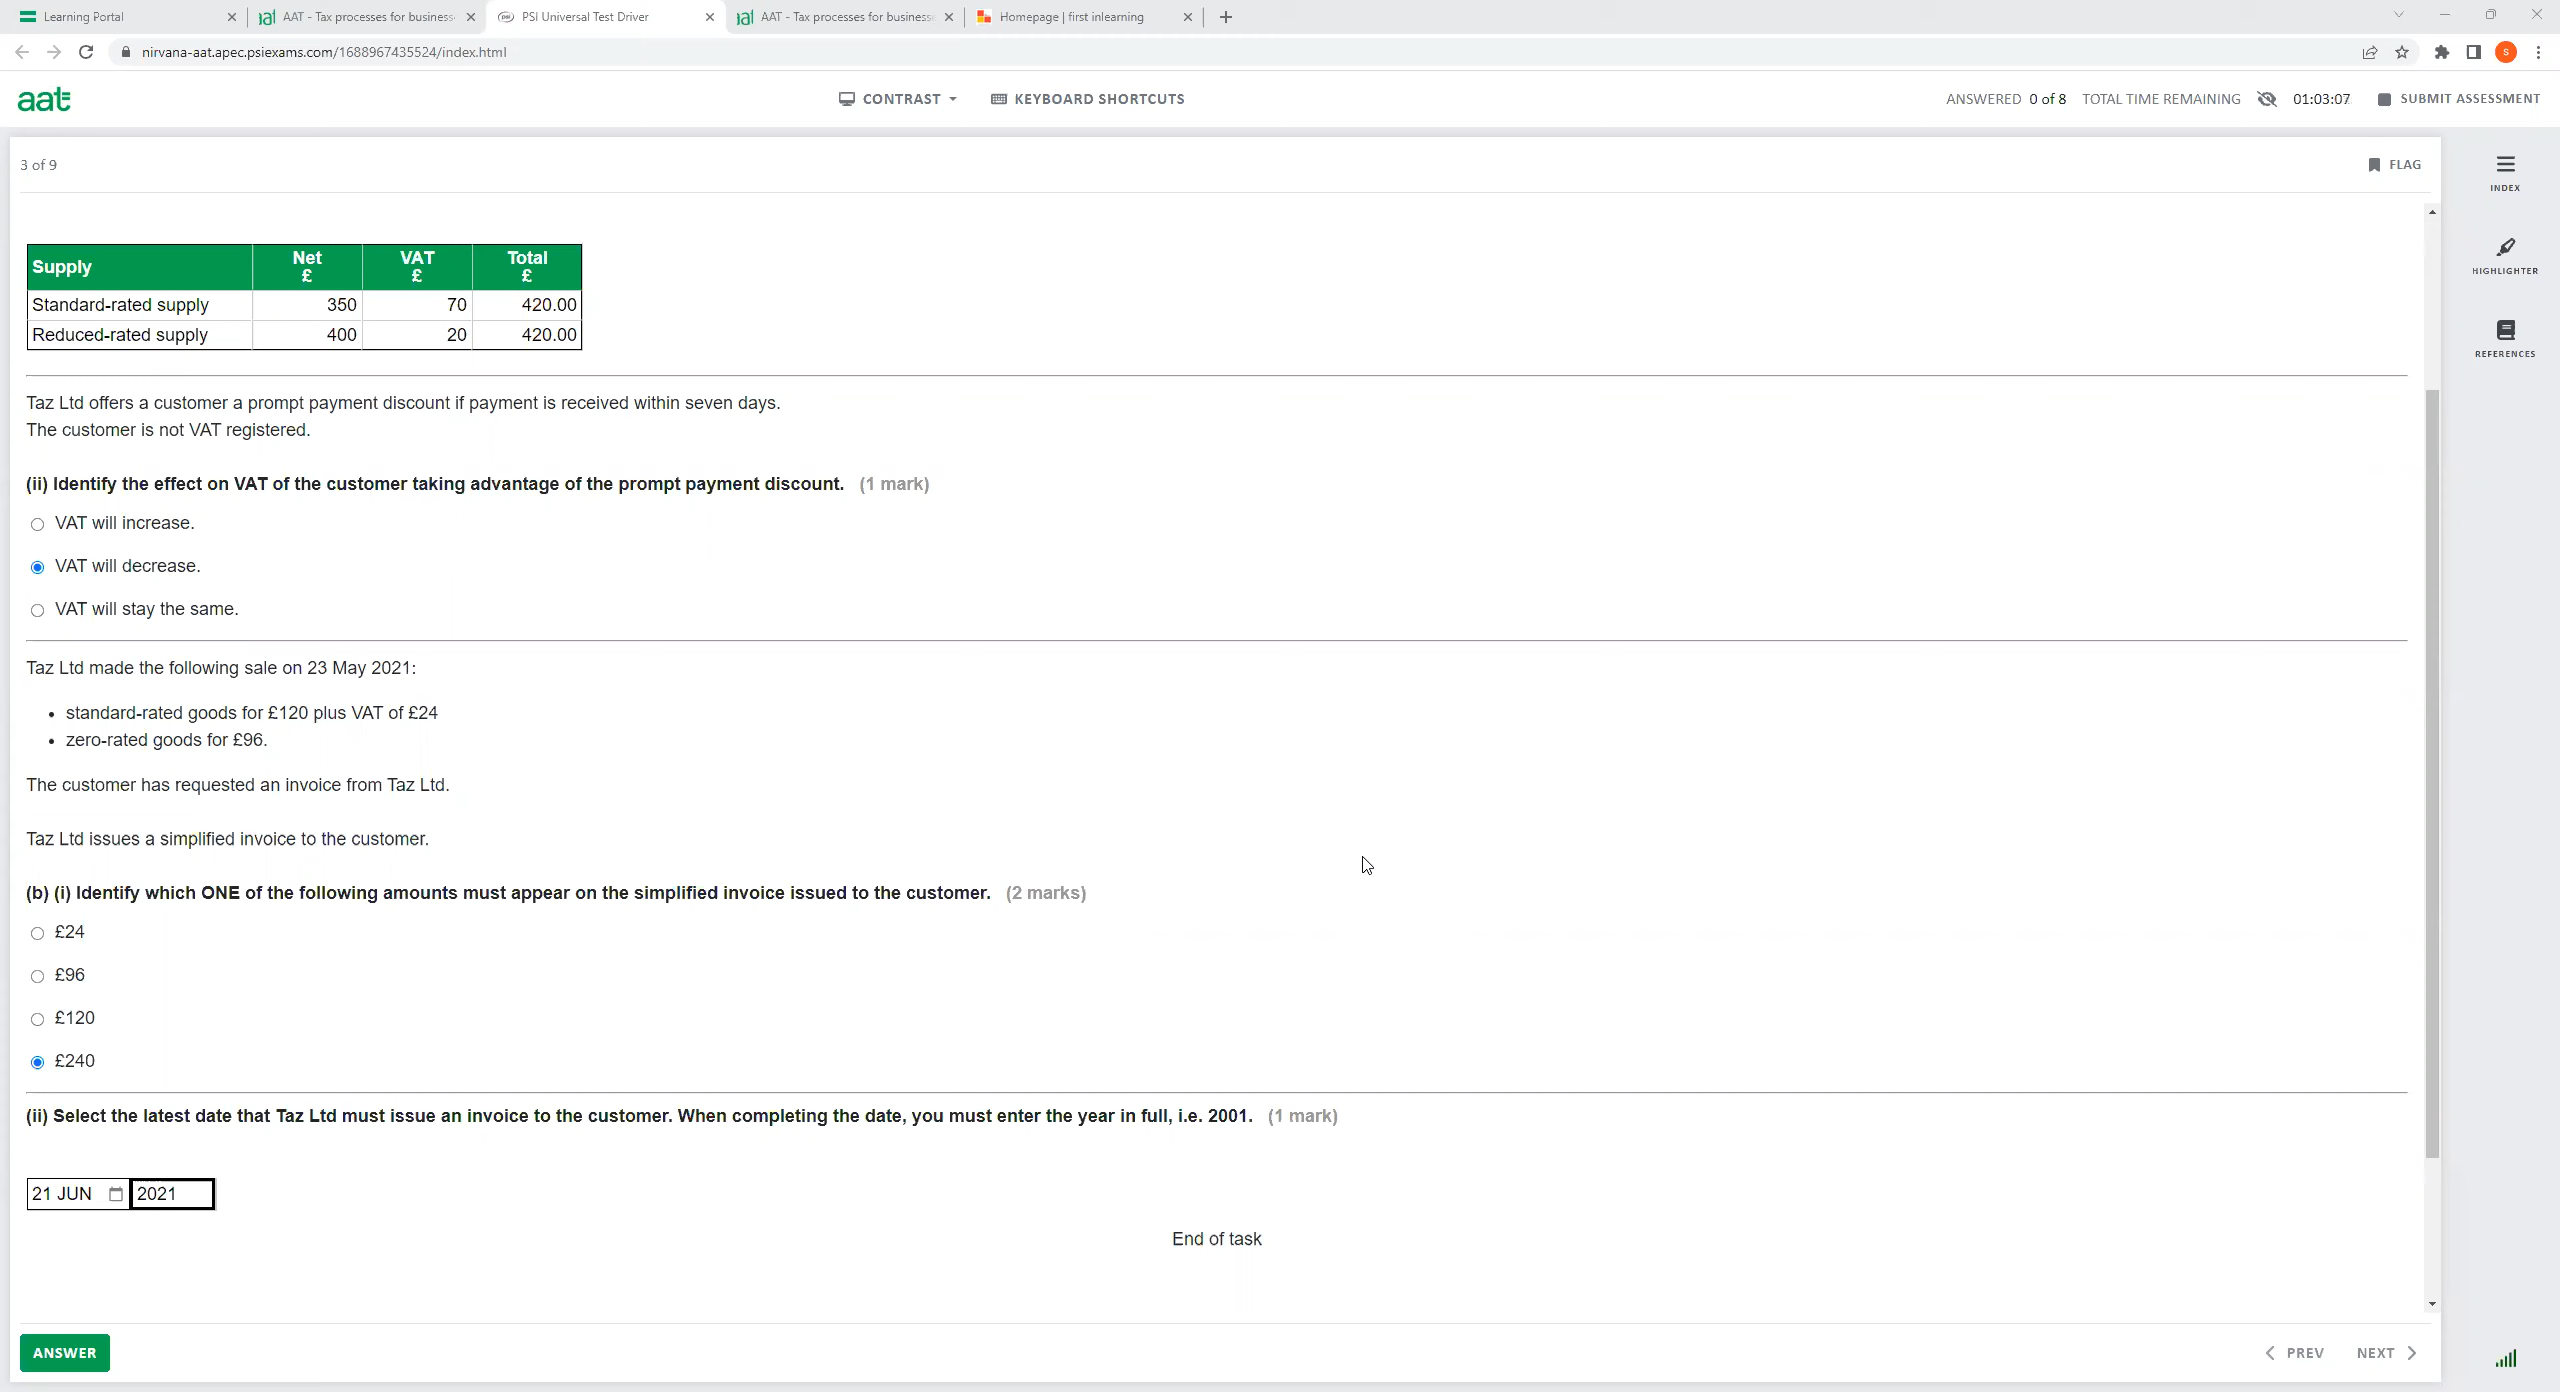 Learning Portal
aat AAT - Tax processes for business
PSI Universal Test Driver
aat AAT - Tax processes for business
Homepage | first inlearning
nirvana-aat.apec.psiexams.com/1688967435524/index.html
S
aat
CONTRAST
KEYBOARD SHORTCUTS
ANSWERED 0 of 8 TOTAL TIME REMAINING 01:03:07 SUBMIT ASSESSMENT
3 of 9
FLAG
INDEX
HIGHLIGHTER
REFERENCES
Supply Net £ VAT £ Total £
Standard-rated supply 350 70 420.00
Reduced-rated supply 400 20 420.00
Taz Ltd offers a customer a prompt payment discount if payment is received within seven days.
The customer is not VAT registered.
(ii) Identify the effect on VAT of the customer taking advantage of the prompt payment discount. (1 mark)
VAT will increase.
VAT will decrease.
VAT will stay the same.
Taz Ltd made the following sale on 23 May 2021:
• standard-rated goods for £120 plus VAT of £24
• zero-rated goods for £96.
The customer has requested an invoice from Taz Ltd.
Taz Ltd issues a simplified invoice to the customer.
(b) (i) Identify which ONE of the following amounts must appear on the simplified invoice issued to the customer. (2 marks)
£24
£96
£120
£240
(ii) Select the latest date that Taz Ltd must issue an invoice to the customer. When completing the date, you must enter the year in full, i.e. 2001. (1 mark)
21 JUN 2021
End of task
ANSWER
PREV NEXT